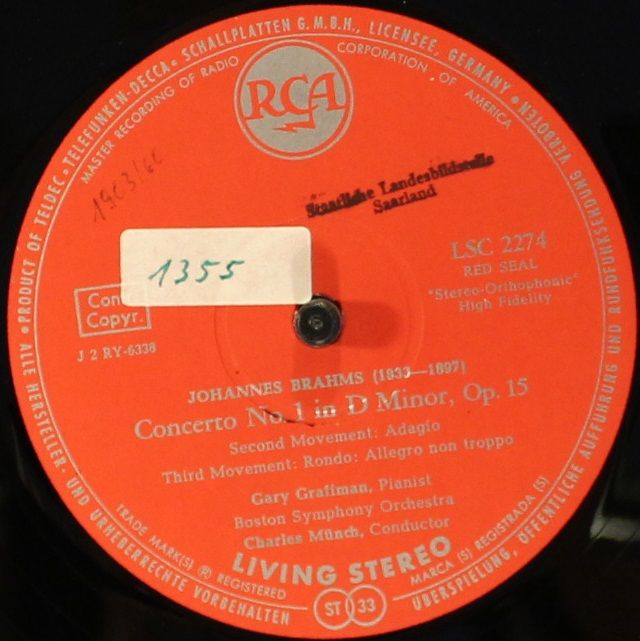 • PRODUCT OF TELDEC • TELEFUNKEN-DECCA • SCHALLPLATTEN G.M.B.H., LICENSEE, GERMANY •
MASTER RECORDING OF RADIO CORPORATION OF AMERICA
RCA
1903/60
Staatliche Landesbildstelle
Saarland
1355
LSC 2274
RED SEAL
"Stereo-Orthophonic"
High Fidelity
Con
Copyr.
J 2 RY-6338
JOHANNES BRAHMS (1833—1897)
Concerto No. 1 in D Minor, Op. 15
Second Movement: Adagio
Third Movement: Rondo: Allegro non troppo
Gary Graffman, Pianist
Boston Symphony Orchestra
Charles Münch, Conductor
LIVING STEREO
TRADE MARK(S) ® REGISTERED
MARCA (S) REGISTRADA (S)
ST 33
ALLE HERSTELLER- UND URHEBERRECHTE VORBEHALTEN
ÜBERSPIELUNG, ÖFFENTLICHE AUFFÜHRUNG UND RUNDFUNKSENDUNG VERBOTEN